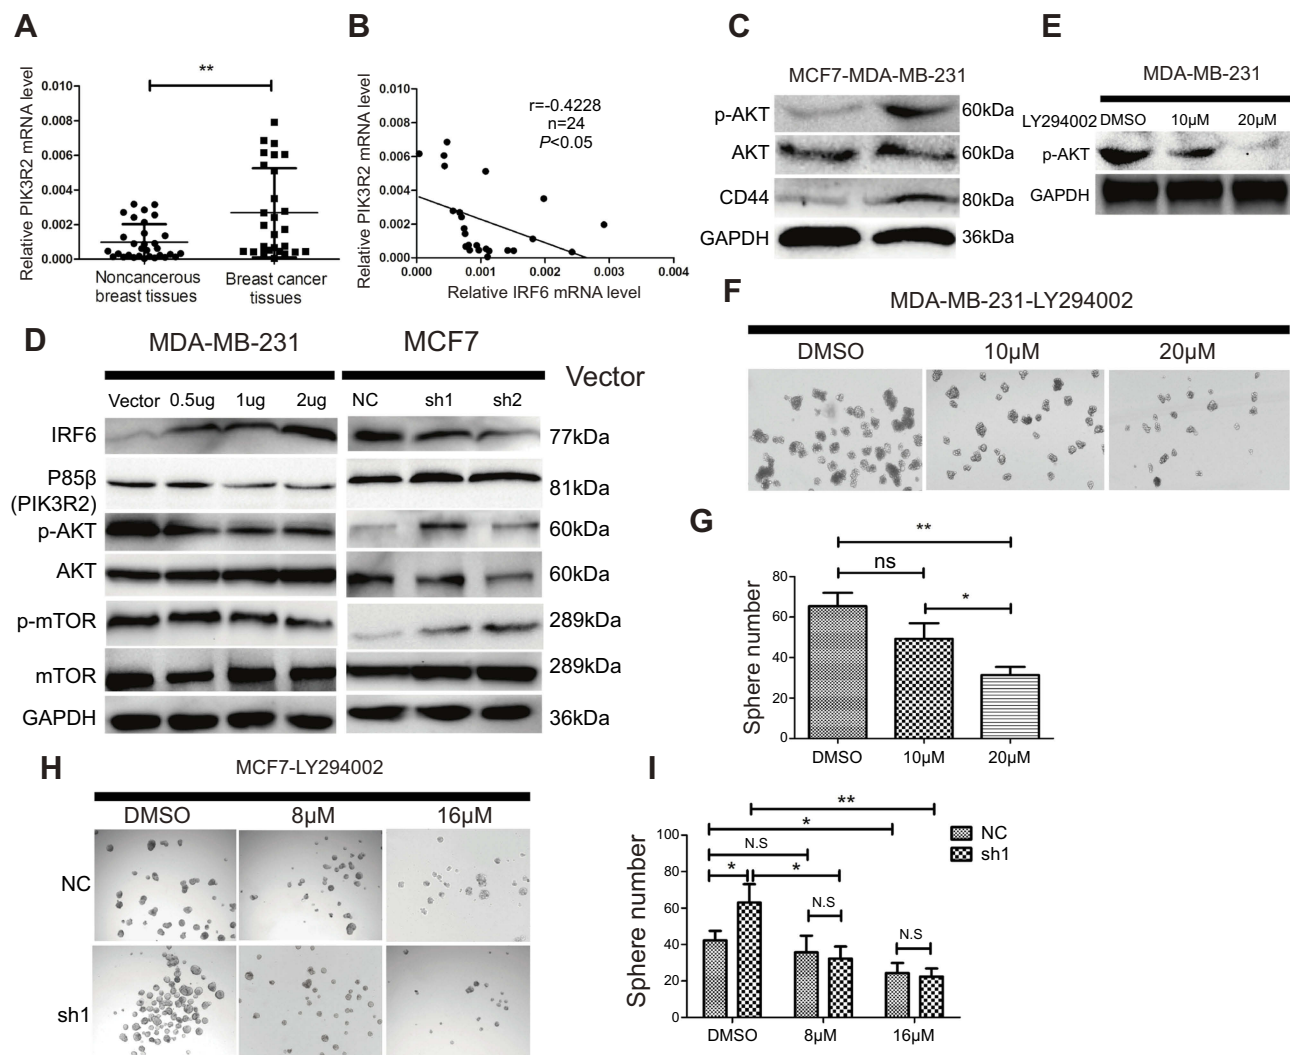 A
**
Relative PIK3R2 mRNA level
0.010
0.008
0.006
0.004
0.002
0.000
Noncancerous
breast tissues
Breast cancer
tissues
B
Relative PIK3R2 mRNA level
0.010
0.008
0.006
0.004
0.002
0.000
r=-0.4228
n=24
P<0.05
0.000 0.001 0.002 0.003 0.004
Relative IRF6 mRNA level
C
MCF7-MDA-MB-231
p-AKT 60kDa
AKT 60kDa
CD44 80kDa
GAPDH 36kDa
E
MDA-MB-231
LY294002 DMSO 10μM 20μM
p-AKT
GAPDH
D
MDA-MB-231 MCF7
Vector
Vector 0.5ug 1ug 2ug NC sh1 sh2
IRF6 77kDa
P85β
(PIK3R2) 81kDa
p-AKT 60kDa
AKT 60kDa
p-mTOR 289kDa
mTOR 289kDa
GAPDH 36kDa
F
MDA-MB-231-LY294002
DMSO 10μM 20μM
G
**
ns
*
Sphere number
80
60
40
20
0
DMSO 10μM 20μM
H
MCF7-LY294002
DMSO 8μM 16μM
NC
sh1
I
**
*
N.S
* *
N.S
N.S
NC
sh1
Sphere number
100
80
60
40
20
0
DMSO 8μM 16μM